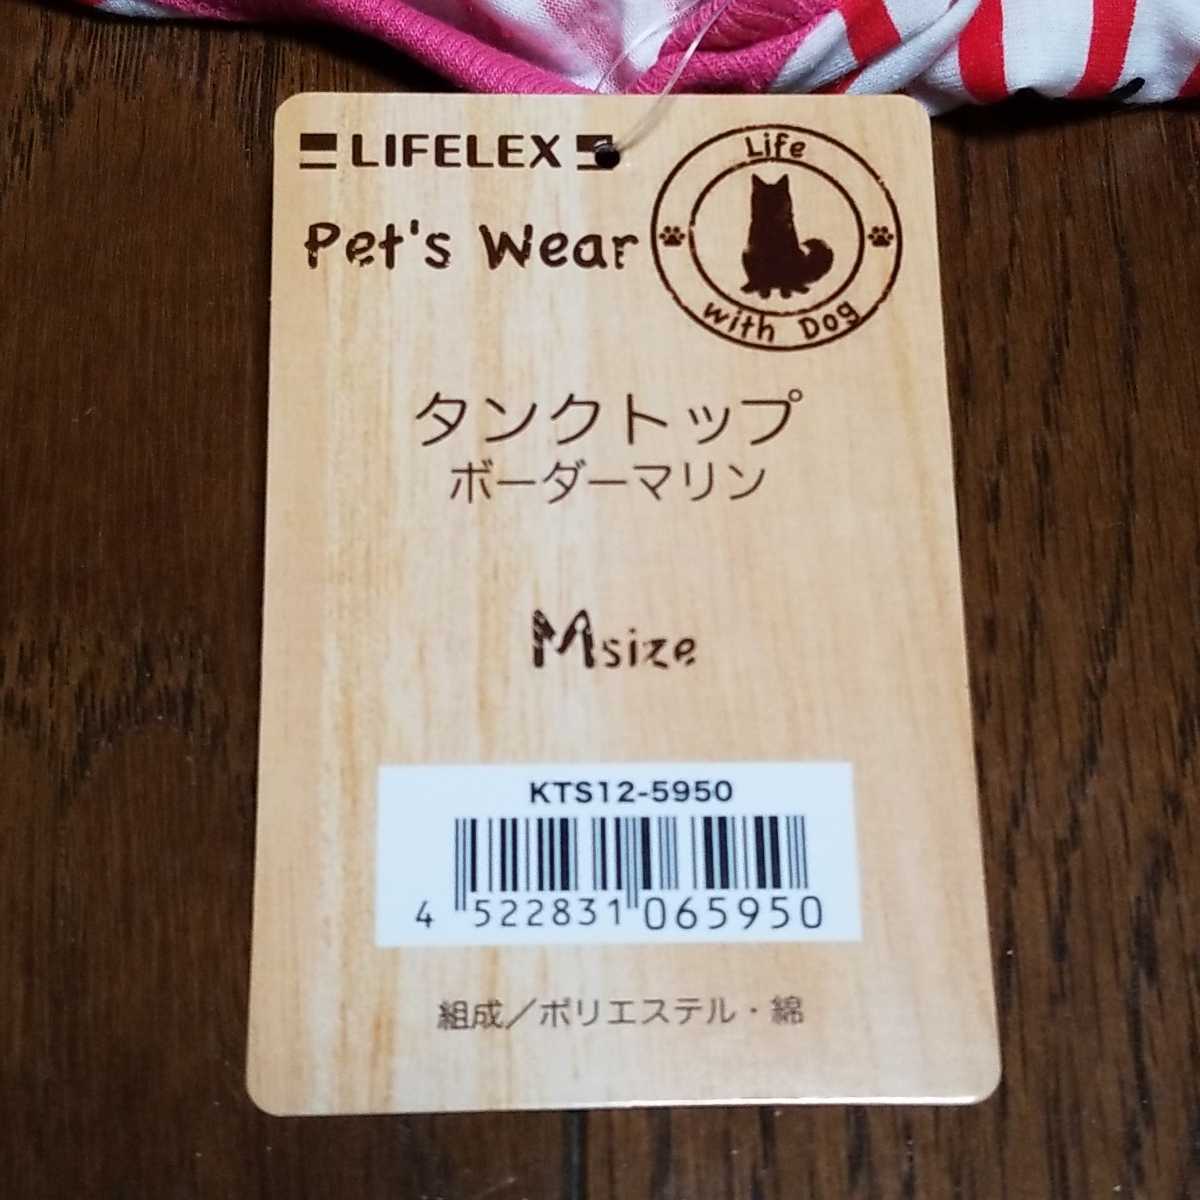 LIFELEX
Pet's Wear
Life
with Dog
タンクトップ
ボーダーマリン
M size
KTS12-5950
4 522831 065950
組成／ポリエステル・綿